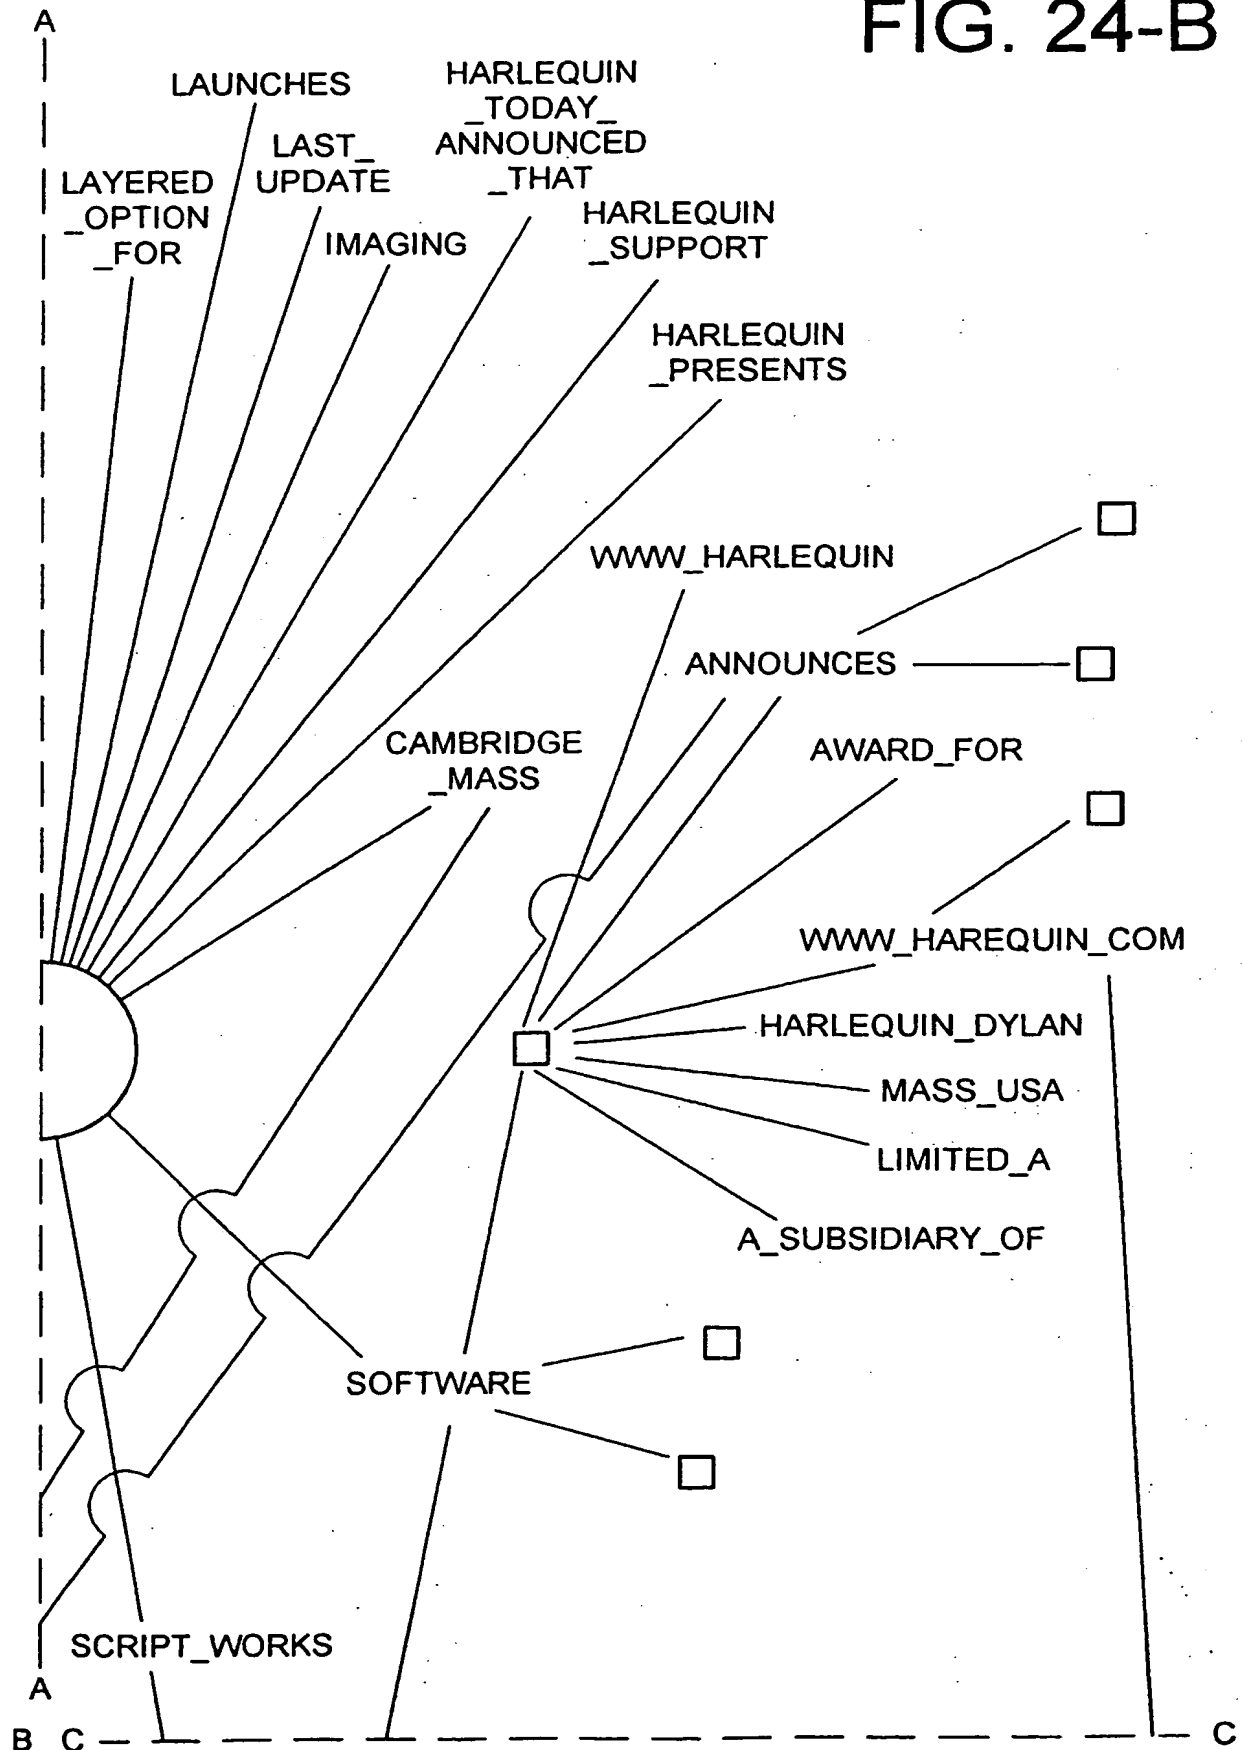 FIG. 24-B
A
LAUNCHES
HARLEQUIN
_TODAY_
ANNOUNCED
_THAT
LAST_
UPDATE
LAYERED
_OPTION
_FOR
IMAGING
HARLEQUIN
_SUPPORT
HARLEQUIN
_PRESENTS
WWW_HARLEQUIN
ANNOUNCES
CAMBRIDGE
_MASS
AWARD_FOR
WWW_HAREQUIN_COM
HARLEQUIN_DYLAN
MASS_USA
LIMITED_A
A_SUBSIDIARY_OF
SOFTWARE
SCRIPT_WORKS
A
B C C